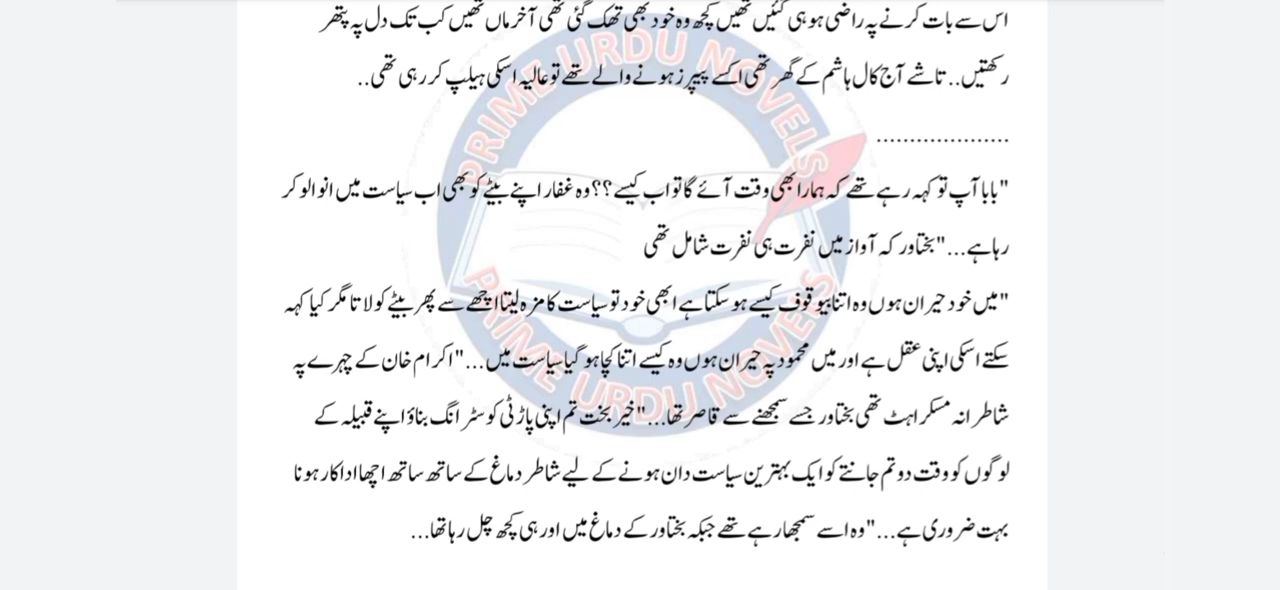 اس سے بات کرنے پہ راضی ہو ہی گئیں تھیں کچھ وہ خود بھی تھک گئی تھی آخر ماں تھیں کب تک دل پہ پتھر
رکھتیں.. تاشے آج کال ہاشم کے گھر تھی اکسے پیپرز ہونے والے تھے تو عالیہ اسکی ہیلپ کر رہی تھی..
...................
"بابا آپ تو کہہ رہے تھے کہ ہمارا بھی وقت آئے گا تو اب کیسے؟؟ وہ غفار اپنے بیٹے کو بھی اب سیاست میں انوالو کر
رہا ہے..." بختاور کہ آواز میں نفرت ہی نفرت شامل تھی
"میں خود حیران ہوں وہ اتنا بیوقوف کیسے ہو سکتا ہے ابھی خود تو سیاست کا مزہ لیتا اچھے سے پھر بیٹے کو لاتا مگر کیا کہہ
سکتے اسکی اپنی عقل ہے اور میں محمود پہ حیران ہوں وہ کیسے اتنا کچا ہو گیا سیاست میں..." اکرام خان کے چہرے پہ
شاطرانہ مسکراہٹ تھی بختاور جسے سمجھنے سے قاصر تھا... "خیر بخت تم اپنی پارٹی کو سٹرانگ بناؤ اپنے قبیلہ کے
لوگوں کو وقت دو تم جانتے کو ایک بہترین سیاست دان ہونے کے لیے شاطر دماغ کے ساتھ ساتھ اچھا اداکار ہونا
بہت ضروری ہے..." وہ اسے سمجھا رہے تھے جبکہ بختاور کے دماغ میں اور ہی کچھ چل رہا تھا...
PRIME URDU NOVELS
PRIME URDU NOVELS